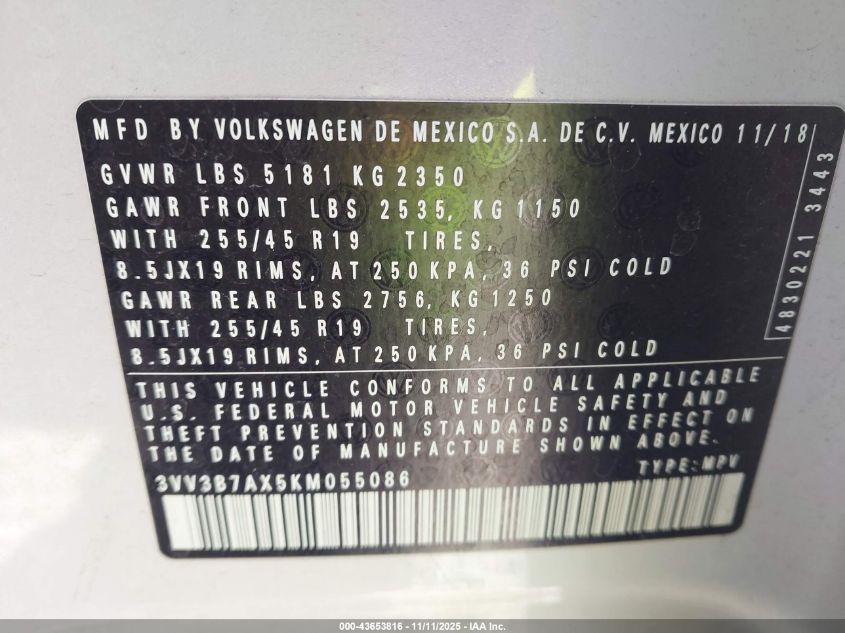 MFD BY VOLKSWAGEN DE MEXICO S.A. DE C.V. MEXICO 11/18
GVWR LBS 5181 KG 2350
GAWR FRONT LBS 2535, KG 1150
WITH 255/45 R19 TIRES,
8.5JX19 RIMS, AT 250 KPA, 36 PSI COLD
GAWR REAR LBS 2756, KG 1250
WITH 255/45 R19 TIRES,
8.5JX19 RIMS, AT 250 KPA, 36 PSI COLD
4830221 3443
THIS VEHICLE CONFORMS TO ALL APPLICABLE
U.S. FEDERAL MOTOR VEHICLE SAFETY AND
THEFT PREVENTION STANDARDS IN EFFECT ON
THE DATE OF MANUFACTURE SHOWN ABOVE.
3VV3B7AX5KM055086 TYPE:MPV
000-43653816 - 11/11/2025 - IAA Inc.